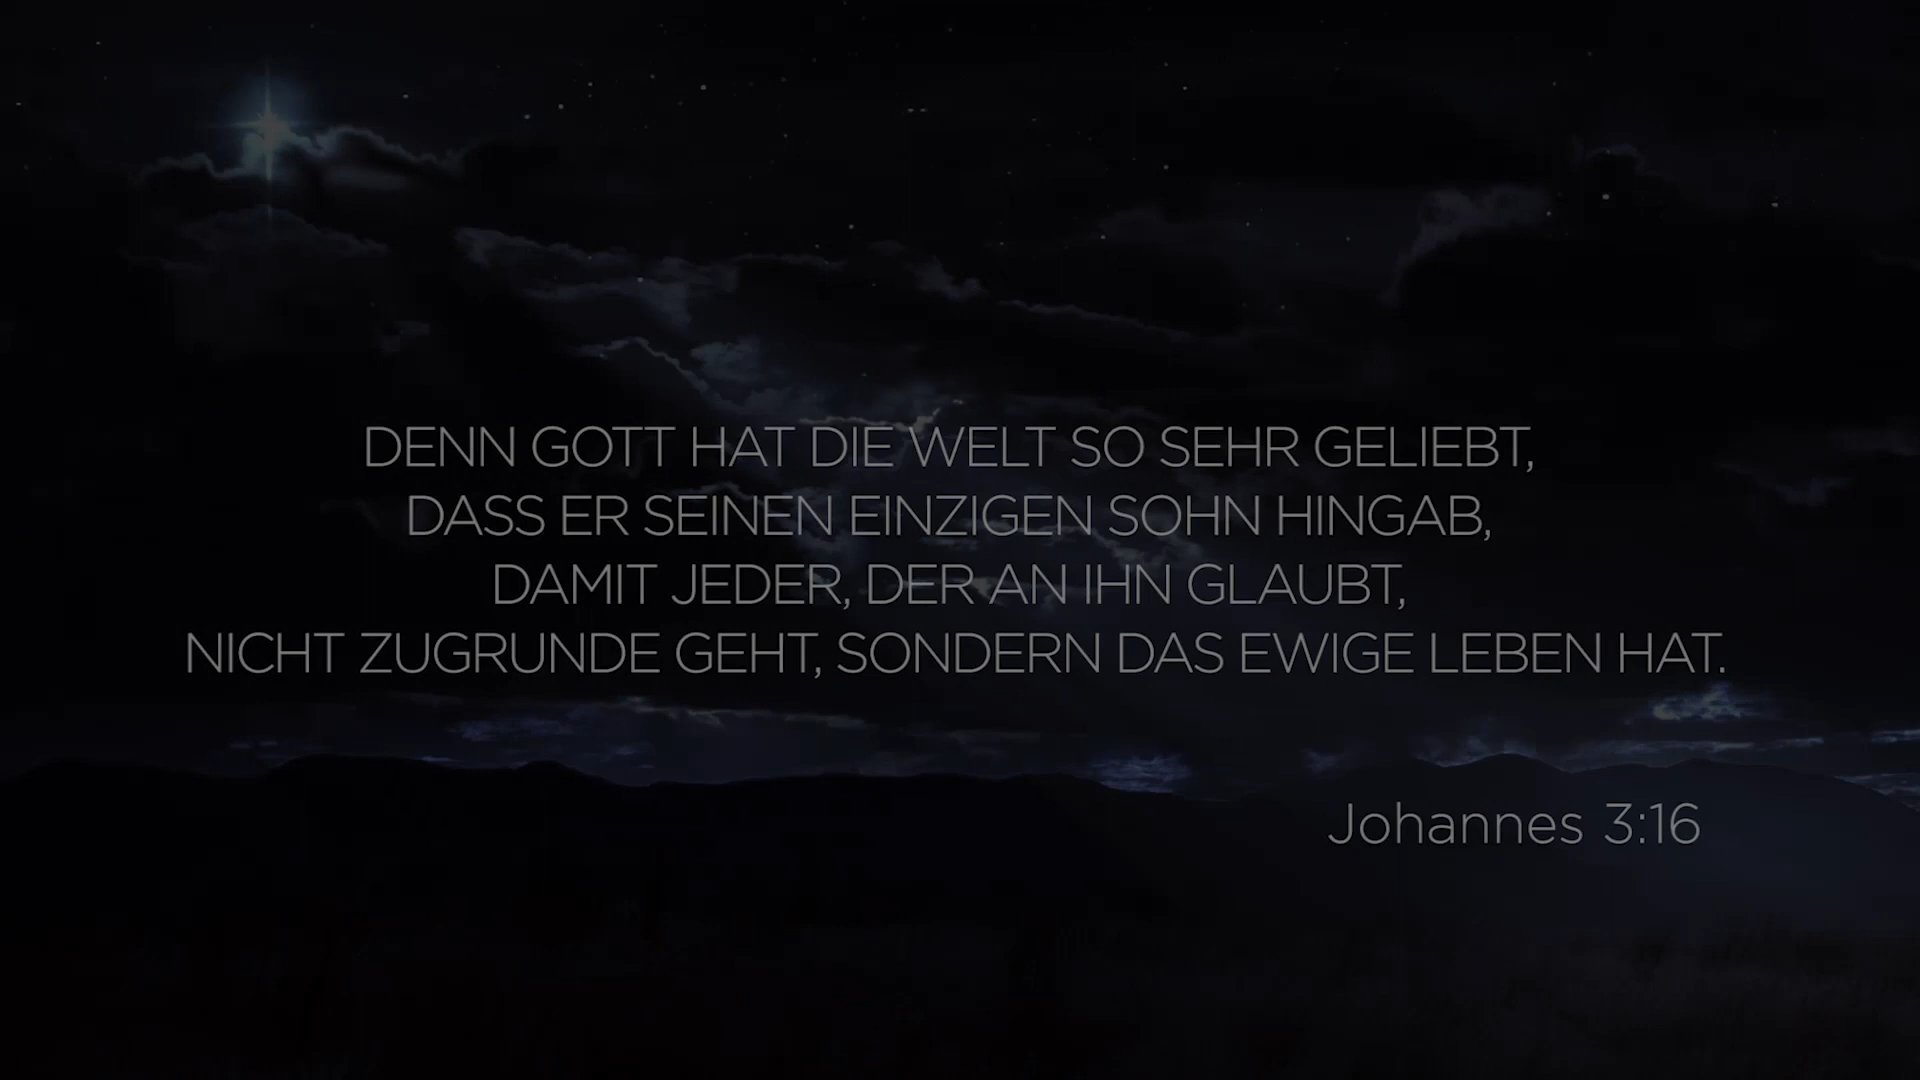 DENN GOTT HAT DIE WELT SO SEHR GELIEBT,
DASS ER SEINEN EINZIGEN SOHN HINGAB,
DAMIT JEDER, DER AN IHN GLAUBT,
NICHT ZUGRUNDE GEHT, SONDERN DAS EWIGE LEBEN HAT.
Johannes 3:16